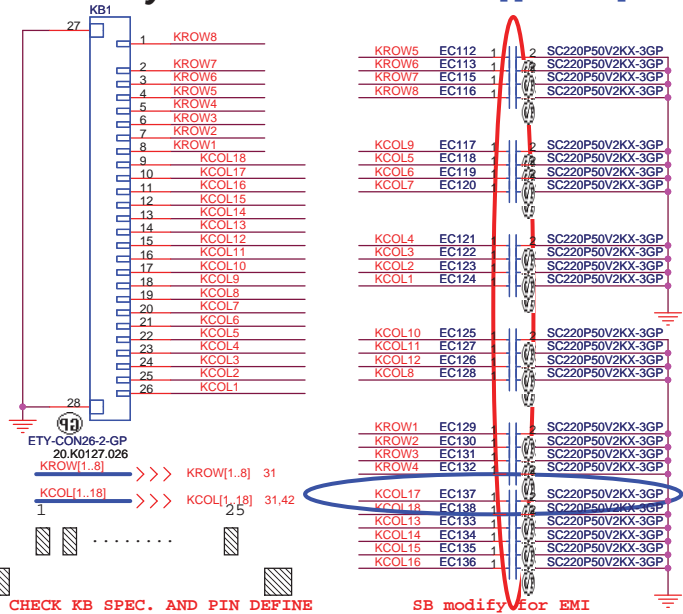 KB1
27
1 KROW8
2 KROW7
3 KROW6
4 KROW5
5 KROW4
6 KROW3
7 KROW2
8 KROW1
9 KCOL18
10 KCOL17
11 KCOL16
12 KCOL15
13 KCOL14
14 KCOL13
15 KCOL12
16 KCOL11
17 KCOL10
18 KCOL9
19 KCOL8
20 KCOL7
21 KCOL6
22 KCOL5
23 KCOL4
24 KCOL3
25 KCOL2
26 KCOL1
28
GP
ETY-CON26-2-GP
20.K0127.026
KROW[1..8] KROW[1..8] 31
KCOL[1..18] KCOL[1..18] 31,42
1 ........ 25
CHECK KB SPEC. AND PIN DEFINE
KROW5 EC112 1 2 SC220P50V2KX-3GP
KROW6 EC113 1 2 SC220P50V2KX-3GP
KROW7 EC115 1 2 SC220P50V2KX-3GP
KROW8 EC116 1 2 SC220P50V2KX-3GP
KCOL9 EC117 1 2 SC220P50V2KX-3GP
KCOL5 EC118 1 2 SC220P50V2KX-3GP
KCOL6 EC119 1 2 SC220P50V2KX-3GP
KCOL7 EC120 1 2 SC220P50V2KX-3GP
KCOL4 EC121 1 2 SC220P50V2KX-3GP
KCOL3 EC122 1 2 SC220P50V2KX-3GP
KCOL2 EC123 1 2 SC220P50V2KX-3GP
KCOL1 EC124 1 2 SC220P50V2KX-3GP
KCOL10 EC125 1 2 SC220P50V2KX-3GP
KCOL11 EC127 1 2 SC220P50V2KX-3GP
KCOL12 EC126 1 2 SC220P50V2KX-3GP
KCOL8 EC128 1 2 SC220P50V2KX-3GP
KROW1 EC129 1 2 SC220P50V2KX-3GP
KROW2 EC130 1 2 SC220P50V2KX-3GP
KROW3 EC131 1 2 SC220P50V2KX-3GP
KROW4 EC132 1 2 SC220P50V2KX-3GP
KCOL17 EC137 1 2 SC220P50V2KX-3GP
KCOL18 EC138 1 2 SC220P50V2KX-3GP
KCOL13 EC133 1 2 SC220P50V2KX-3GP
KCOL14 EC134 1 2 SC220P50V2KX-3GP
KCOL15 EC135 1 2 SC220P50V2KX-3GP
KCOL16 EC136 1 2 SC220P50V2KX-3GP
SB modify for EMI